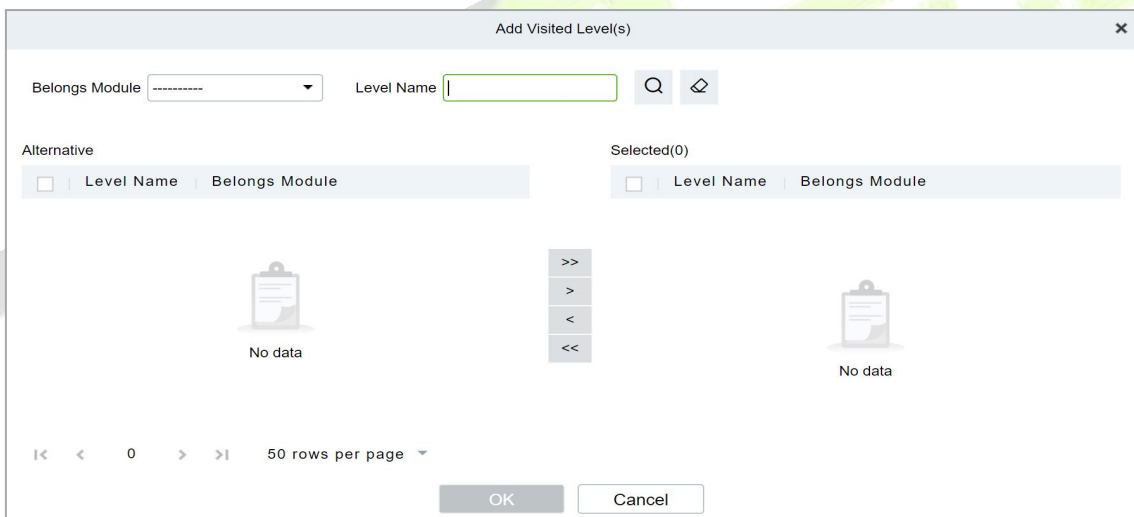 Add Visited Level(s)
Belongs Module ---------- Level Name
Alternative Selected(0)
Level Name Belongs Module Level Name Belongs Module
>>
>
<
<<
No data
No data
0 50 rows per page
OK Cancel